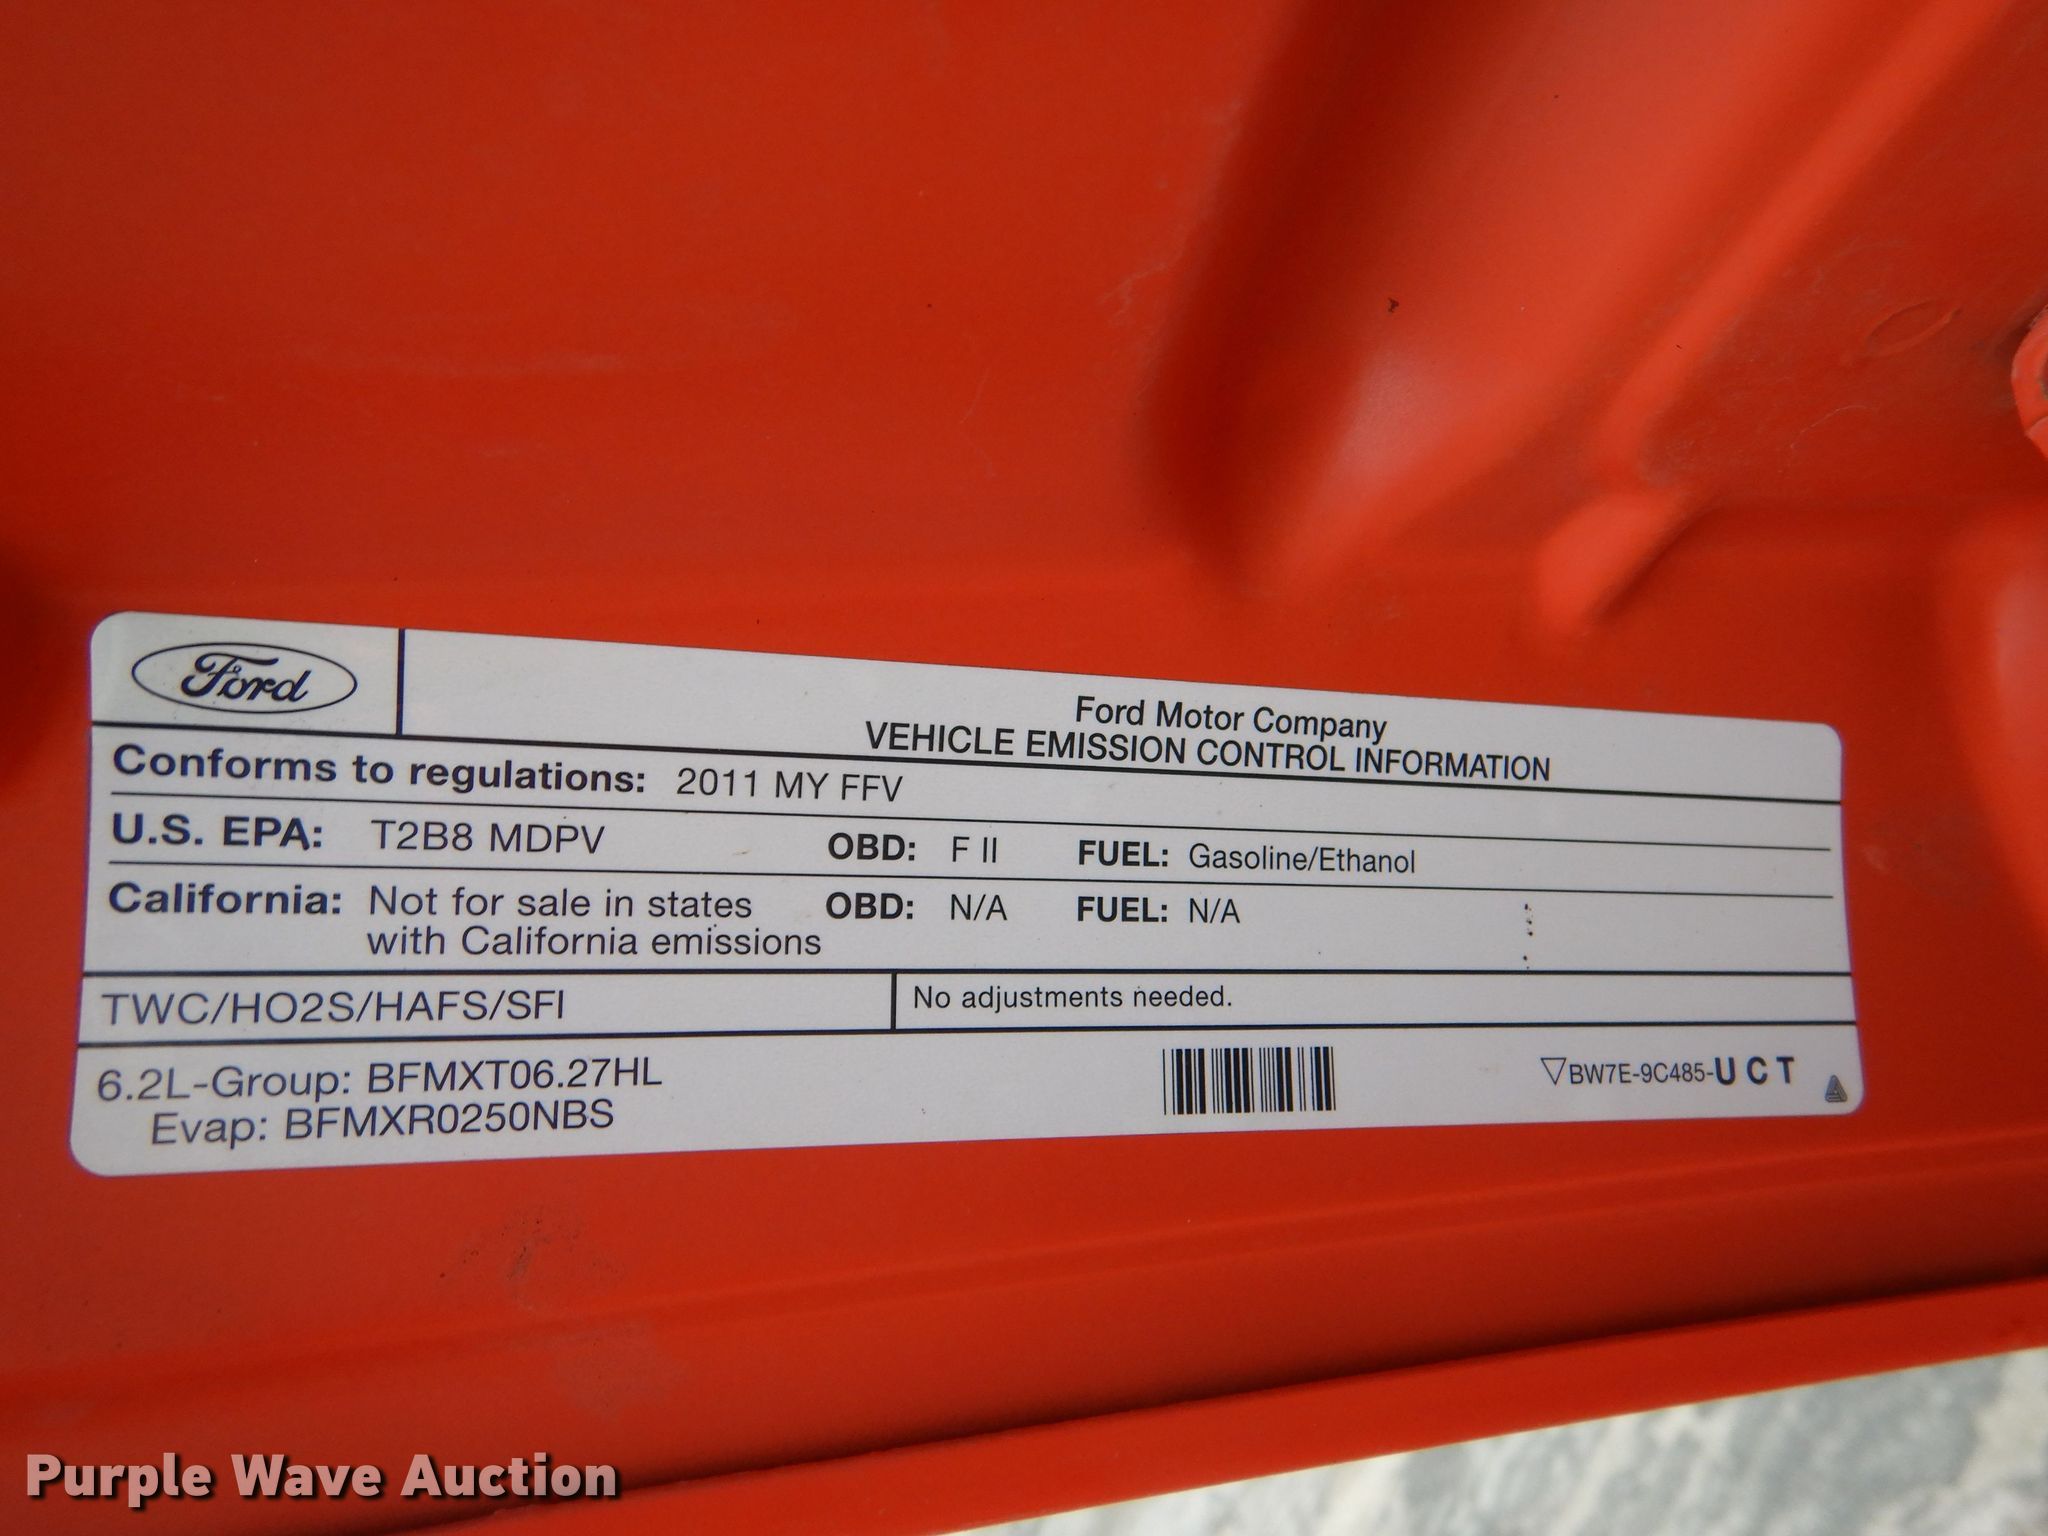 Ford
Ford Motor Company
VEHICLE EMISSION CONTROL INFORMATION
Conforms to regulations: 2011 MY FFV
U.S. EPA: T2B8 MDPV OBD: F II FUEL: Gasoline/Ethanol
California: Not for sale in states OBD: N/A FUEL: N/A
with California emissions
TWC/HO2S/HAFS/SFI No adjustments needed.
6.2L-Group: BFMXT06.27HL
Evap: BFMXR0250NBS
BW7E-9C485-UCT
Purple Wave Auction